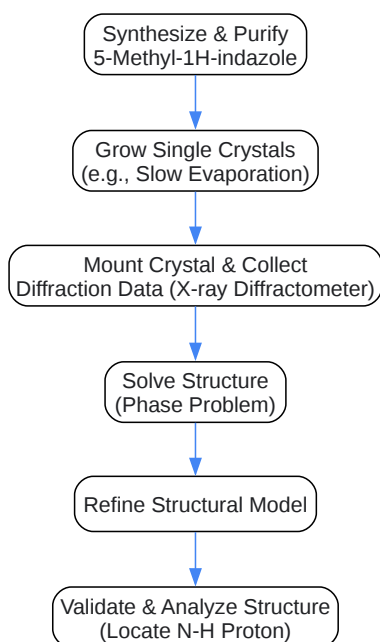 Synthesize & Purify
5-Methyl-1H-indazole
Grow Single Crystals
(e.g., Slow Evaporation)
Mount Crystal & Collect
Diffraction Data (X-ray Diffractometer)
Solve Structure
(Phase Problem)
Refine Structural Model
Validate & Analyze Structure
(Locate N-H Proton)